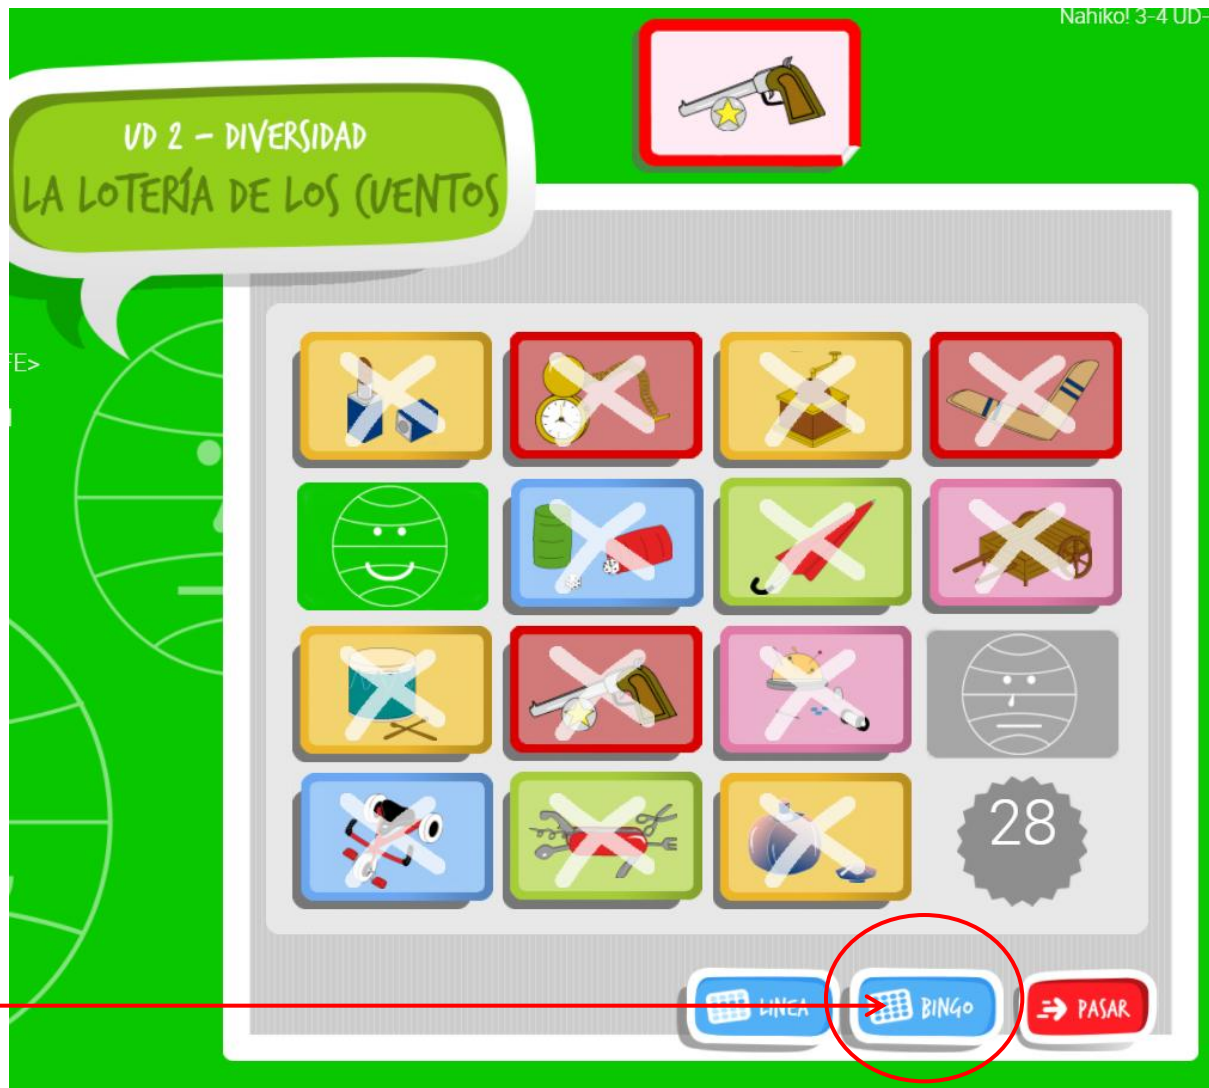 Nahiko! 3-4 UD-
UD 2 – DIVERSIDAD
LA LOTERÍA DE LOS CUENTOS
FE>
28
LINEA
BINGO
PASAR